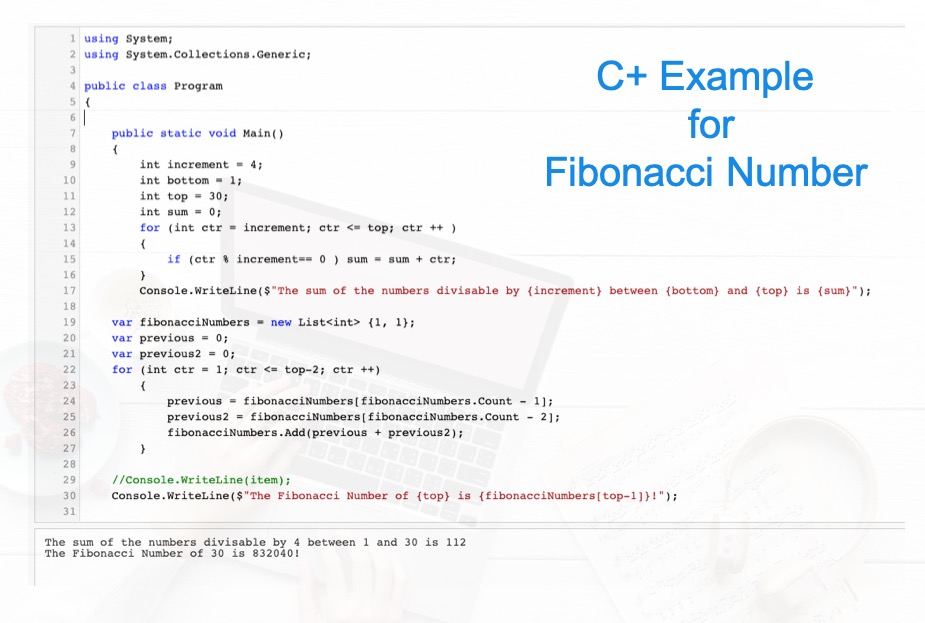 1 using System;
2 using System.Collections.Generic;
3
4 public class Program
5 {
6
7     public static void Main()
8     {
9         int increment = 4;
10         int bottom = 1;
11         int top = 30;
12         int sum = 0;
13         for (int ctr = increment; ctr <= top; ctr ++ )
14         {
15             if (ctr % increment== 0 ) sum = sum + ctr;
16         }
17         Console.WriteLine($"The sum of the numbers divisable by {increment} between {bottom} and {top} is {sum}");
18
19     var fibonacciNumbers = new List<int> {1, 1};
20     var previous = 0;
21     var previous2 = 0;
22     for (int ctr = 1; ctr <= top-2; ctr ++)
23         {
24             previous = fibonacciNumbers[fibonacciNumbers.Count - 1];
25             previous2 = fibonacciNumbers[fibonacciNumbers.Count - 2];
26             fibonacciNumbers.Add(previous + previous2);
27         }
28
29     //Console.WriteLine(item);
30     Console.WriteLine($"The Fibonacci Number of {top} is {fibonacciNumbers[top-1]}!");
31
C+ Example
for
Fibonacci Number
The sum of the numbers divisable by 4 between 1 and 30 is 112
The Fibonacci Number of 30 is 832040!